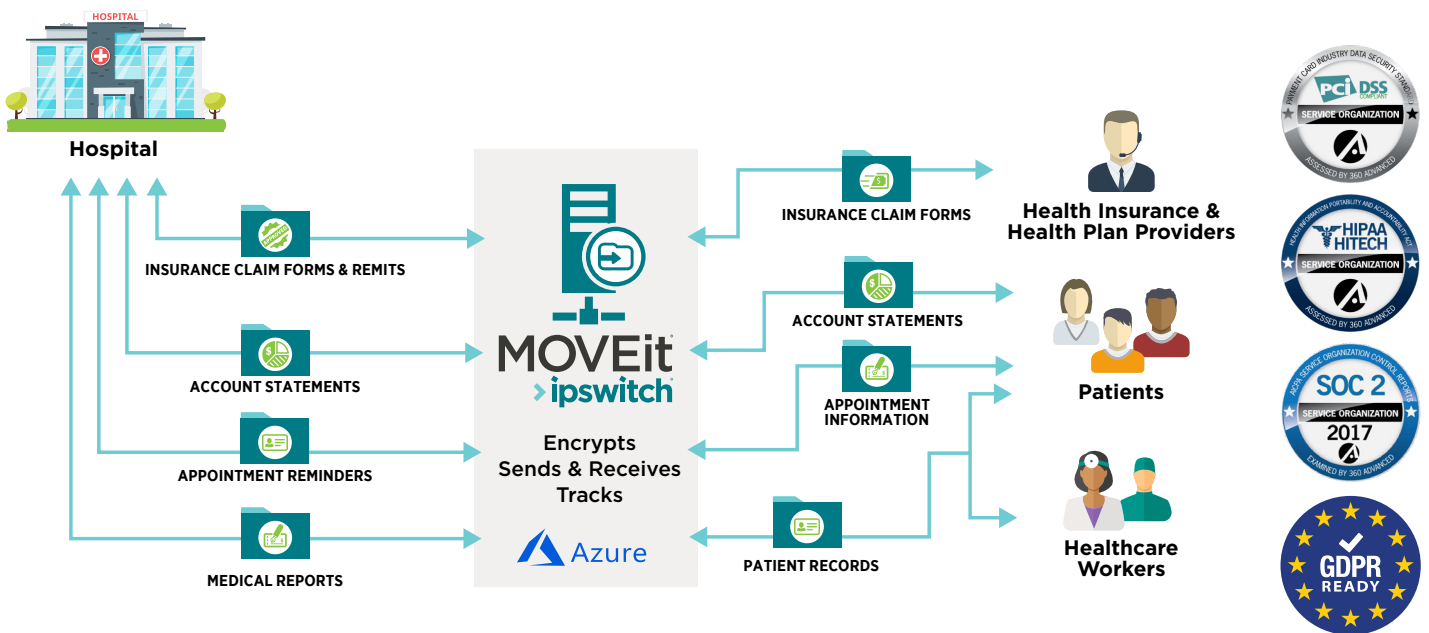 HOSPITAL
Hospital
INSURANCE CLAIM FORMS & REMITS
APPROVED
ACCOUNT STATEMENTS
$
APPOINTMENT REMINDERS
MEDICAL REPORTS
MOVEit
ipswitch
Encrypts
Sends & Receives
Tracks
Azure
$
INSURANCE CLAIM FORMS
$
ACCOUNT STATEMENTS
APPOINTMENT
INFORMATION
PATIENT RECORDS
Health Insurance &
Health Plan Providers
Patients
Healthcare
Workers
PAYMENT CARD INDUSTRY DATA SECURITY STANDARD
PCI DSS
COMPLIANT
SERVICE ORGANIZATION
ASSESSED BY 360 ADVANCED
HEALTH INFORMATION PORTABILITY AND ACCOUNTABILITY ACT
HIPAA
HITECH
SERVICE ORGANIZATION
ASSESSED BY 360 ADVANCED
AICPA SERVICE ORGANIZATION CONTROL REPORTS
SOC 2
SERVICE ORGANIZATION
2017
EXAMINED BY 360 ADVANCED
GDPR
READY